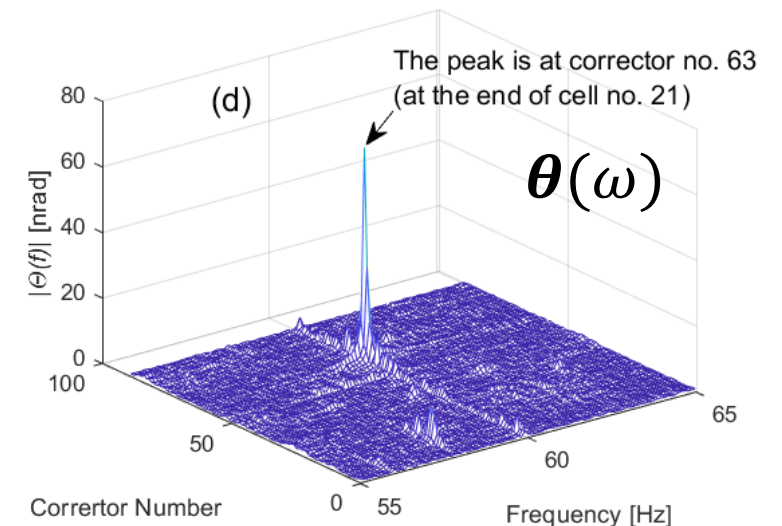 The peak is at corrector no. 63
(at the end of cell no. 21)
(d)
θ(ω)
|Θ(f)| [nrad]
80
60
40
20
0
100
50
0
Corrertor Number
55
60
65
Frequency [Hz]